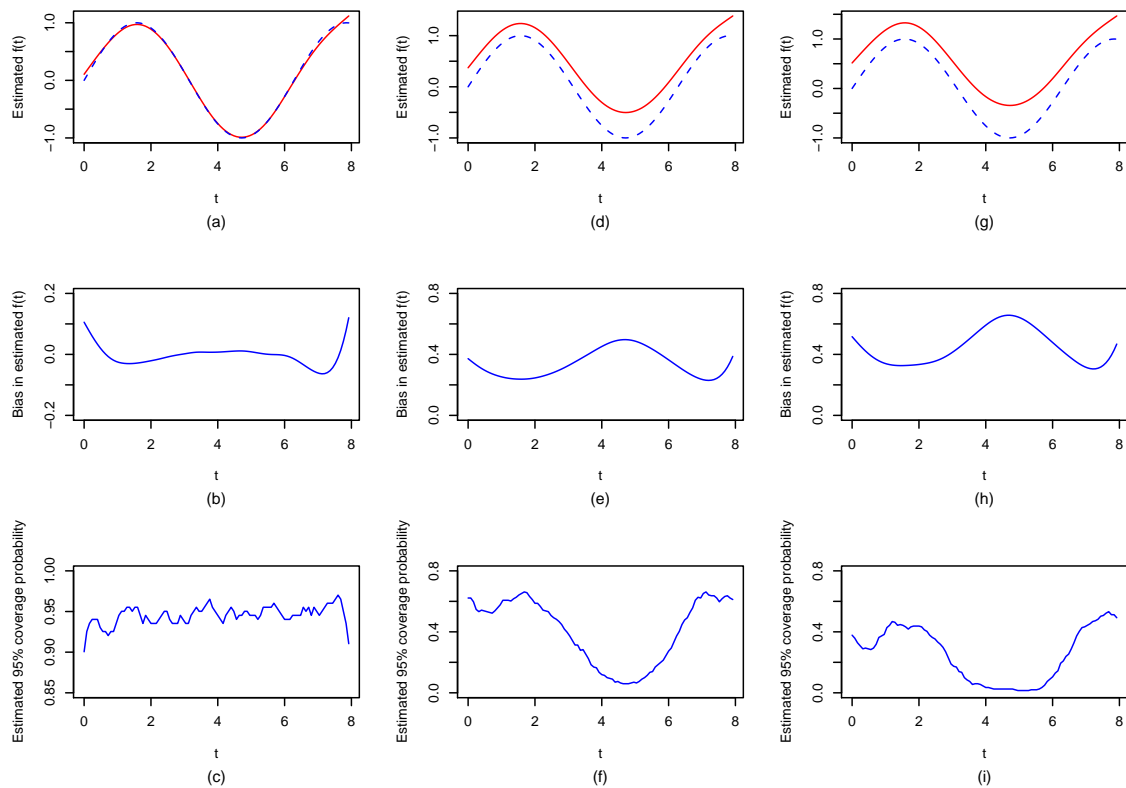 Estimated f(t)
1.0
0.0
−1.0
0 2 4 6 8
t
(a)
Estimated f(t)
1.0
0.0
−1.0
0 2 4 6 8
t
(d)
Estimated f(t)
1.0
0.0
−1.0
0 2 4 6 8
t
(g)
Bias in estimated f(t)
0.2
0.0
−0.2
0 2 4 6 8
t
(b)
Bias in estimated f(t)
0.8
0.4
0.0
0 2 4 6 8
t
(e)
Bias in estimated f(t)
0.8
0.4
0.0
0 2 4 6 8
t
(h)
Estimated 95% coverage probability
1.00
0.95
0.90
0.85
0 2 4 6 8
t
(c)
Estimated 95% coverage probability
0.8
0.4
0.0
0 2 4 6 8
t
(f)
Estimated 95% coverage probability
0.8
0.4
0.0
0 2 4 6 8
t
(i)